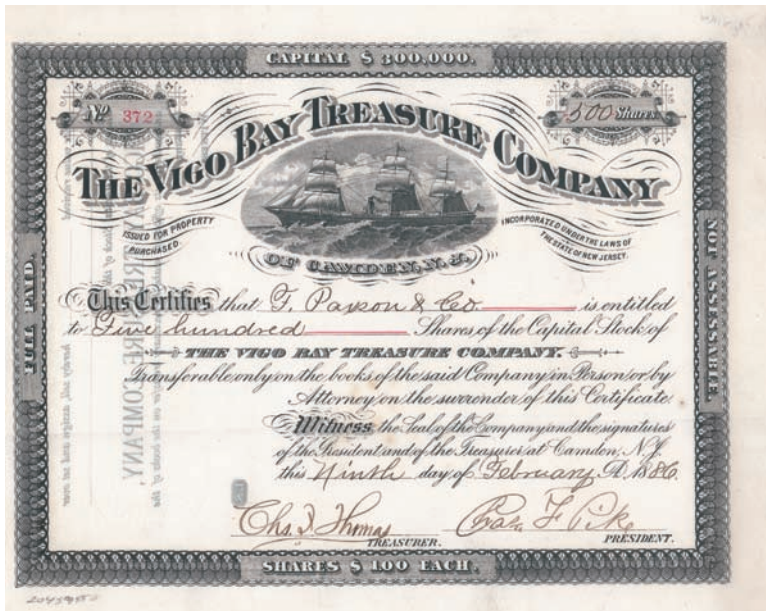 CAPITAL $ 300,000.
No 372
500 Shares
THE VIGO BAY TREASURE COMPANY
ISSUED FOR PROPERTY
PURCHASED
INCORPORATED UNDER THE LAWS OF
THE STATE OF NEW JERSEY.
OF CAMDEN, N. J.
FULL PAID.
NOT ASSESSABLE.
This Certifies that F. Paxson & Co. is entitled
to Five hundred Shares of the Capital Stock of
THE VIGO BAY TREASURE COMPANY.
Transferable only on the books of the said Company in Person or by
Attorney on the surrender of this Certificate.
Witness, the Seal of the Company and the signatures
of the President and of the Treasurer at Camden, N. J.
this Ninth day of February A. D. 1886.
Chas. F. Pike
TREASURER.
PRESIDENT.
SHARES $ 100 EACH.